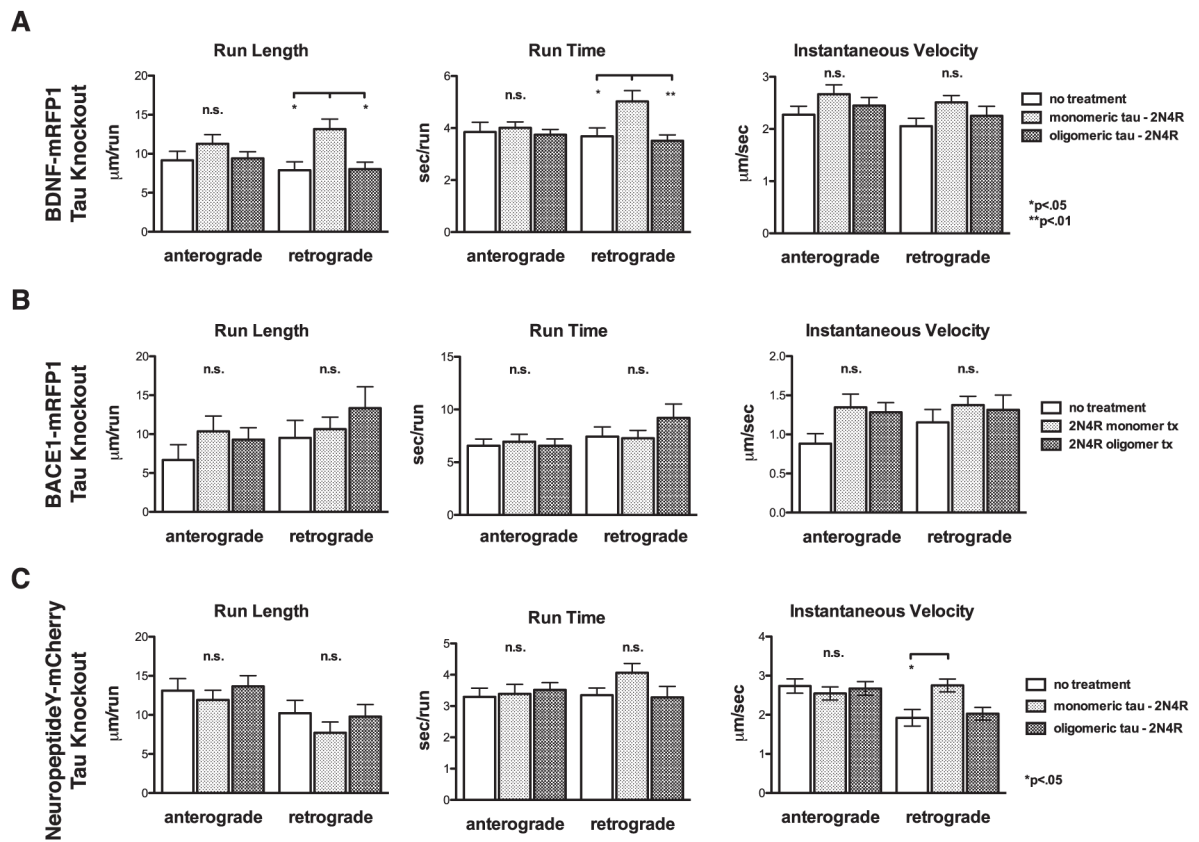 A
BDNF-mRFP1
Tau Knockout
Run Length
μm/run
20
15
10
5
0
n.s.
*
*
anterograde
retrograde
Run Time
sec/run
6
4
2
0
n.s.
*
**
anterograde
retrograde
Instantaneous Velocity
μm/sec
3
2
1
0
n.s.
n.s.
anterograde
retrograde
no treatment
monomeric tau - 2N4R
oligomeric tau - 2N4R
*p<.05
**p<.01
B
BACE1-mRFP1
Tau Knockout
Run Length
μm/run
20
15
10
5
0
n.s.
n.s.
anterograde
retrograde
Run Time
sec/run
15
10
5
0
n.s.
n.s.
anterograde
retrograde
Instantaneous Velocity
μm/sec
2.0
1.5
1.0
0.5
0.0
n.s.
n.s.
anterograde
retrograde
no treatment
2N4R monomer tx
2N4R oligomer tx
C
NeuropeptideY-mCherry
Tau Knockout
Run Length
μm/run
20
15
10
5
0
n.s.
n.s.
anterograde
retrograde
Run Time
sec/run
5
4
3
2
1
0
n.s.
n.s.
anterograde
retrograde
Instantaneous Velocity
μm/sec
4
3
2
1
0
n.s.
*
anterograde
retrograde
no treatment
monomeric tau - 2N4R
oligomeric tau - 2N4R
*p<.05